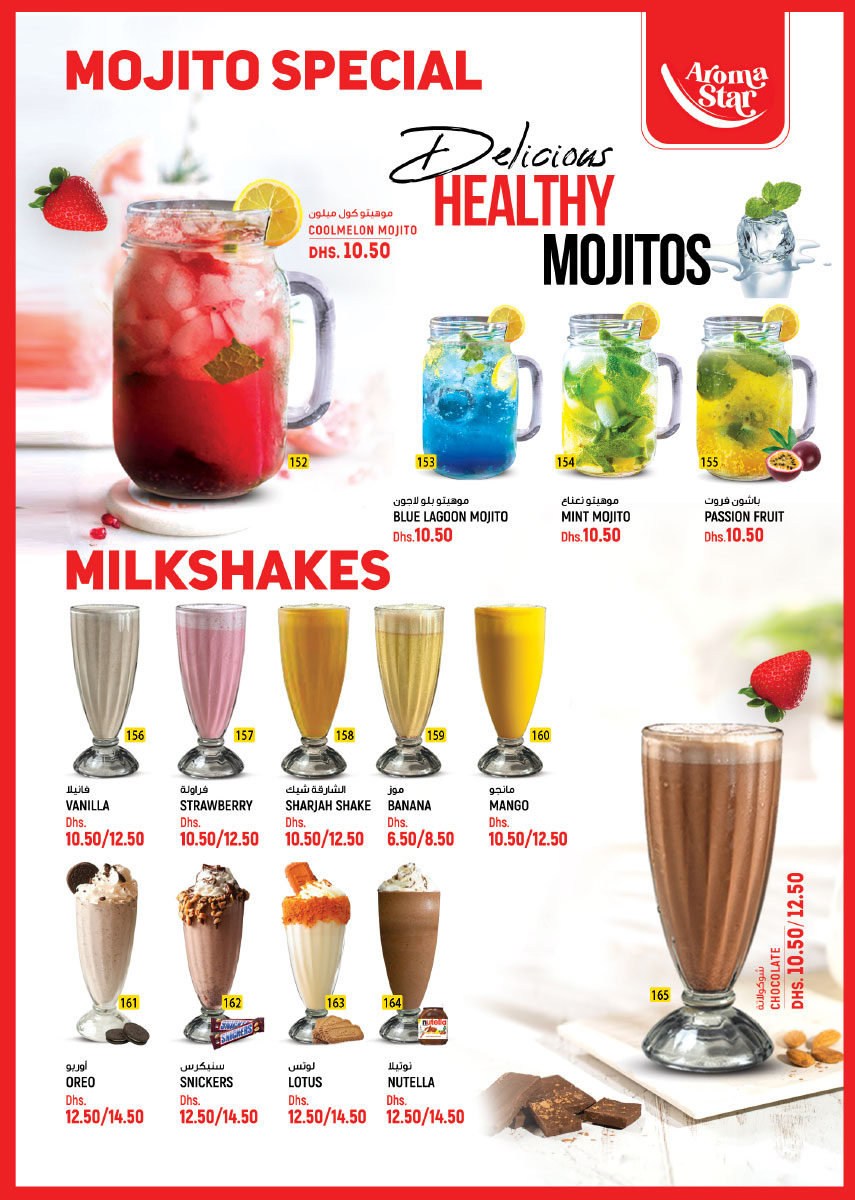 MOJITO SPECIAL
Aroma
Star
Delicious
HEALTHY
MOJITOS
موهيتو كول ميلون
COOLMELON MOJITO
DHS. 10.50
152
153
موهيتو بلو لاجون
BLUE LAGOON MOJITO
Dhs.10.50
154
موهيتو نعناع
MINT MOJITO
Dhs.10.50
155
باشون فروت
PASSION FRUIT
Dhs.10.50
MILKSHAKES
156
فانيلا
VANILLA
Dhs.
10.50/12.50
157
فراولة
STRAWBERRY
Dhs.
10.50/12.50
158
الشارقة شيك
SHARJAH SHAKE
Dhs.
10.50/12.50
159
موز
BANANA
Dhs.
6.50/8.50
160
مانجو
MANGO
Dhs.
10.50/12.50
161
أوريو
OREO
Dhs.
12.50/14.50
162
SNICKERS
سنيكرس
SNICKERS
Dhs.
12.50/14.50
163
لوتس
LOTUS
Dhs.
12.50/14.50
164
nutella
نوتيلا
NUTELLA
Dhs.
12.50/14.50
165
شوكولاتة
CHOCOLATE
DHS. 10.50/ 12.50